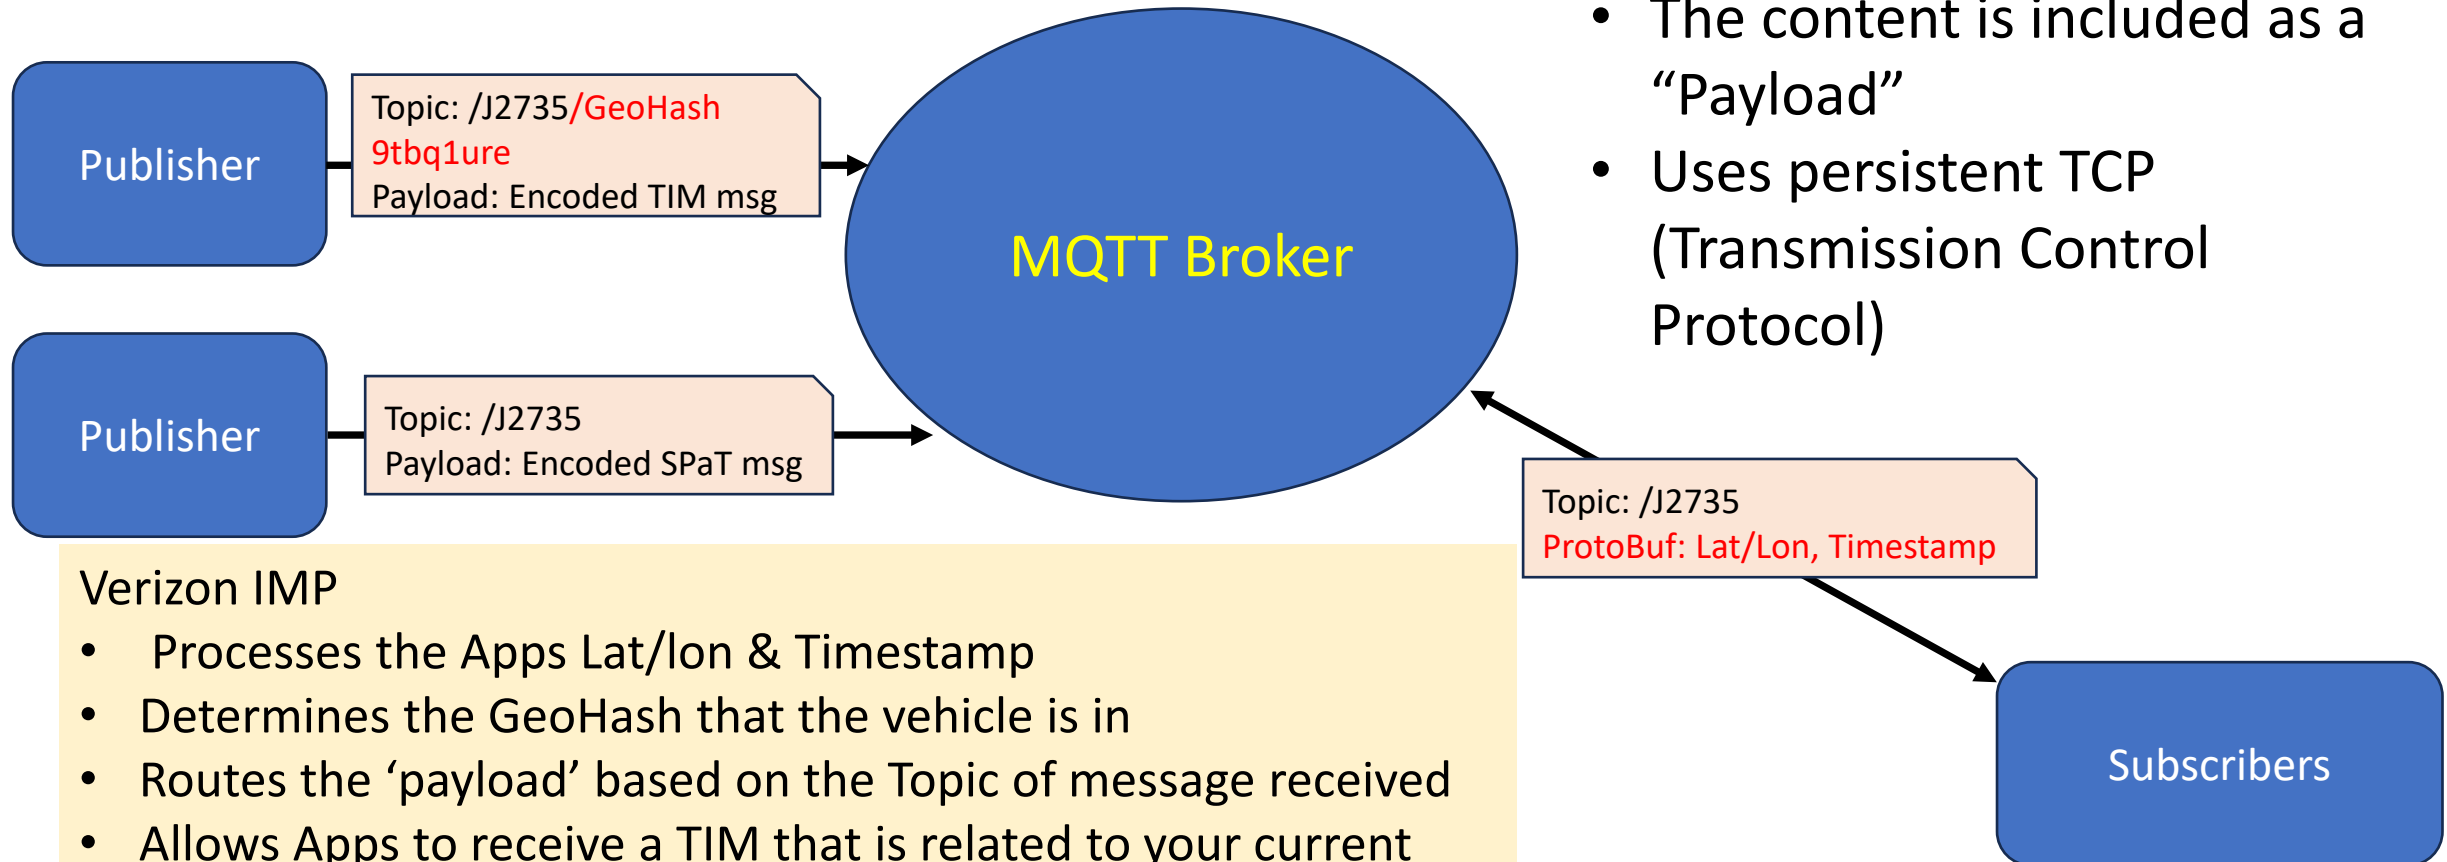 • The content is included as a
“Payload”
• Uses persistent TCP
(Transmission Control
Protocol)
Publisher
Topic: /J2735/GeoHash
9tbq1ure
Payload: Encoded TIM msg
MQTT Broker
Publisher
Topic: /J2735
Payload: Encoded SPaT msg
Topic: /J2735
ProtoBuf: Lat/Lon, Timestamp
Verizon IMP
• Processes the Apps Lat/lon & Timestamp
• Determines the GeoHash that the vehicle is in
• Routes the ‘payload’ based on the Topic of message received
• Allows Apps to receive a TIM that is related to your current
Subscribers